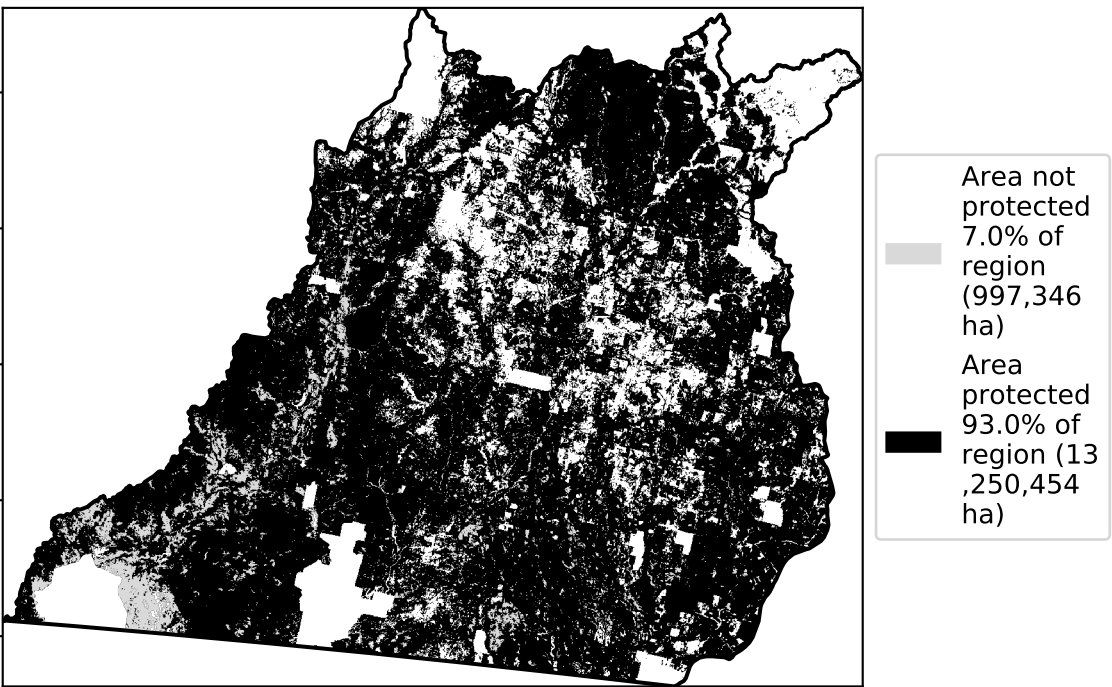 Area not
protected
7.0% of
region
(997,346
ha)
Area
protected
93.0% of
region (13
,250,454
ha)